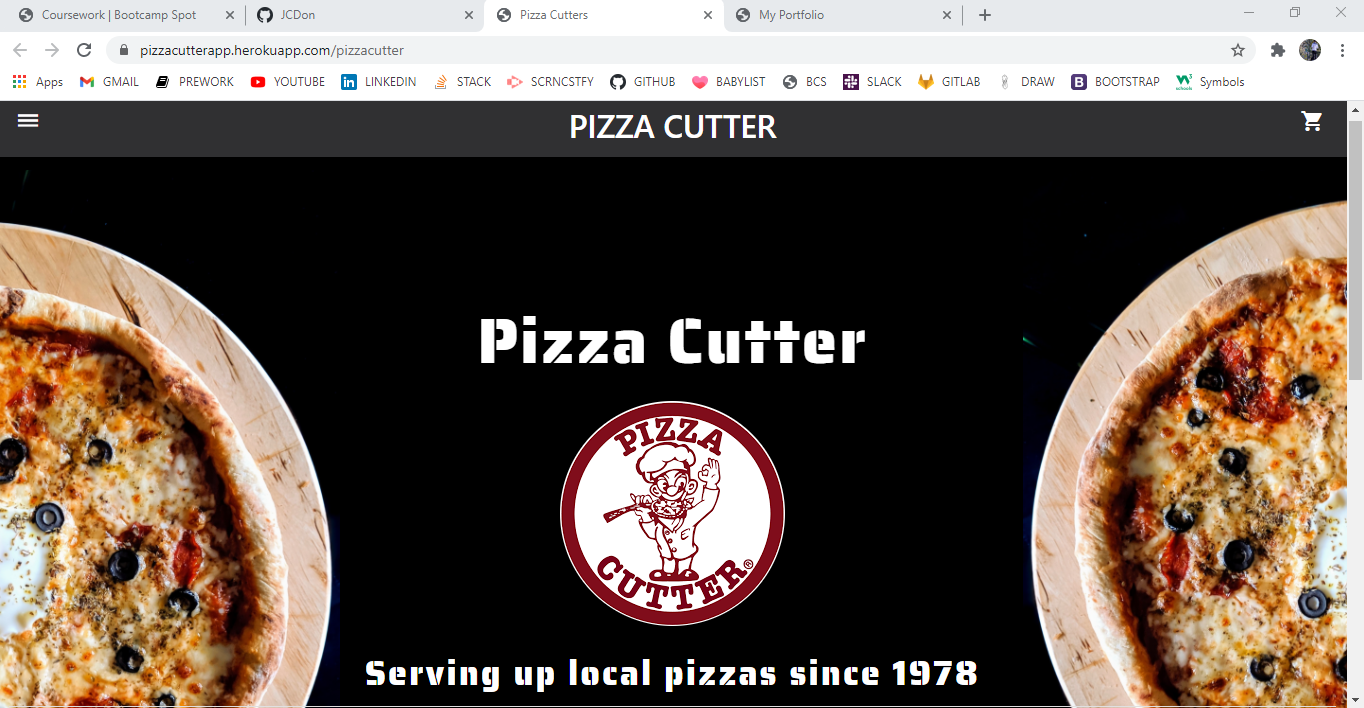 Coursework | Bootcamp Spot
JCDon
Pizza Cutters
My Portfolio
pizzacutterapp.herokuapp.com/pizzacutter
Apps
GMAIL
PREWORK
YOUTUBE
LINKEDIN
STACK
SCRNCSTFY
GITHUB
BABYLIST
BCS
SLACK
GITLAB
DRAW
BOOTSTRAP
Symbols
PIZZA CUTTER
Pizza Cutter
PIZZA
CUTTER®
Serving up local pizzas since 1978